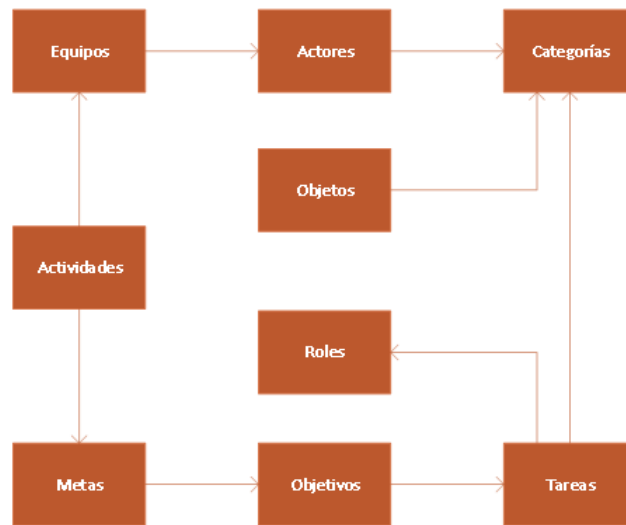 Equipos
Actores
Categorías
Objetos
Actividades
Roles
Metas
Objetivos
Tareas